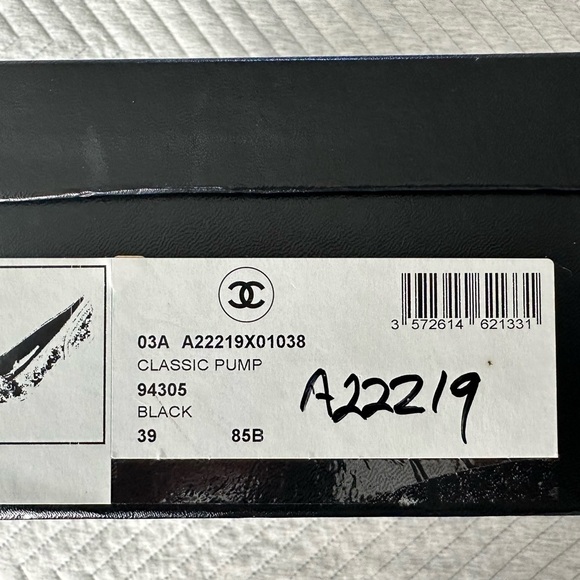 03A A22219X01038
CLASSIC PUMP
94305
BLACK
39 85B
3 572614 621331
A22219